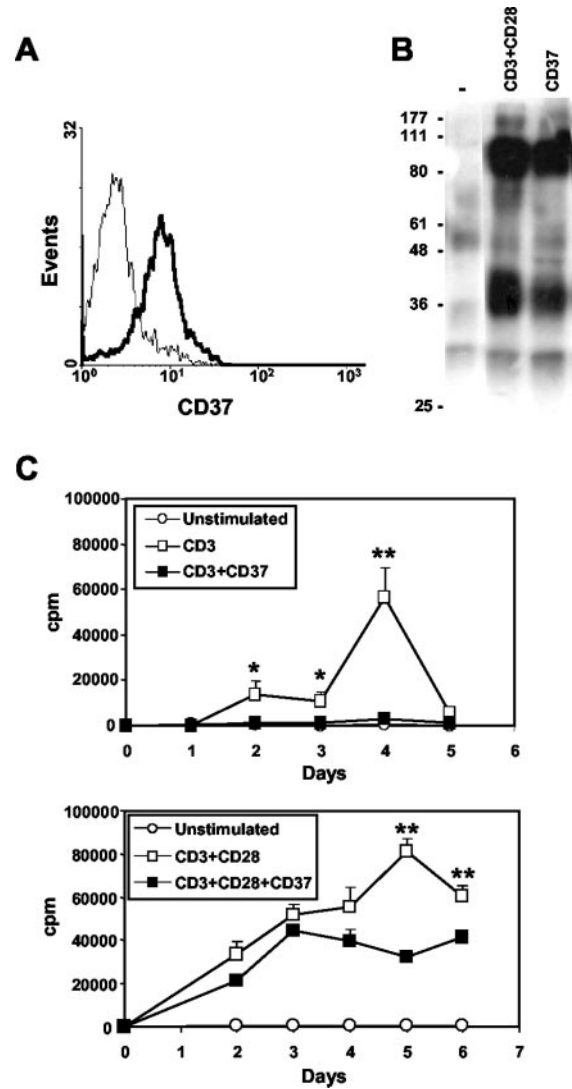 A
32
Events
0
10⁰ 10¹ 10² 10³
CD37
B
- CD3+CD28 CD37
177 -
111 -
80 -
61 -
48 -
36 -
25 -
C
100000
80000
60000
40000
20000
0
cpm
Unstimulated
CD3
CD3+CD37
* * **
0 1 2 3 4 5 6
Days
100000
80000
60000
40000
20000
0
cpm
Unstimulated
CD3+CD28
CD3+CD28+CD37
** **
0 1 2 3 4 5 6 7
Days